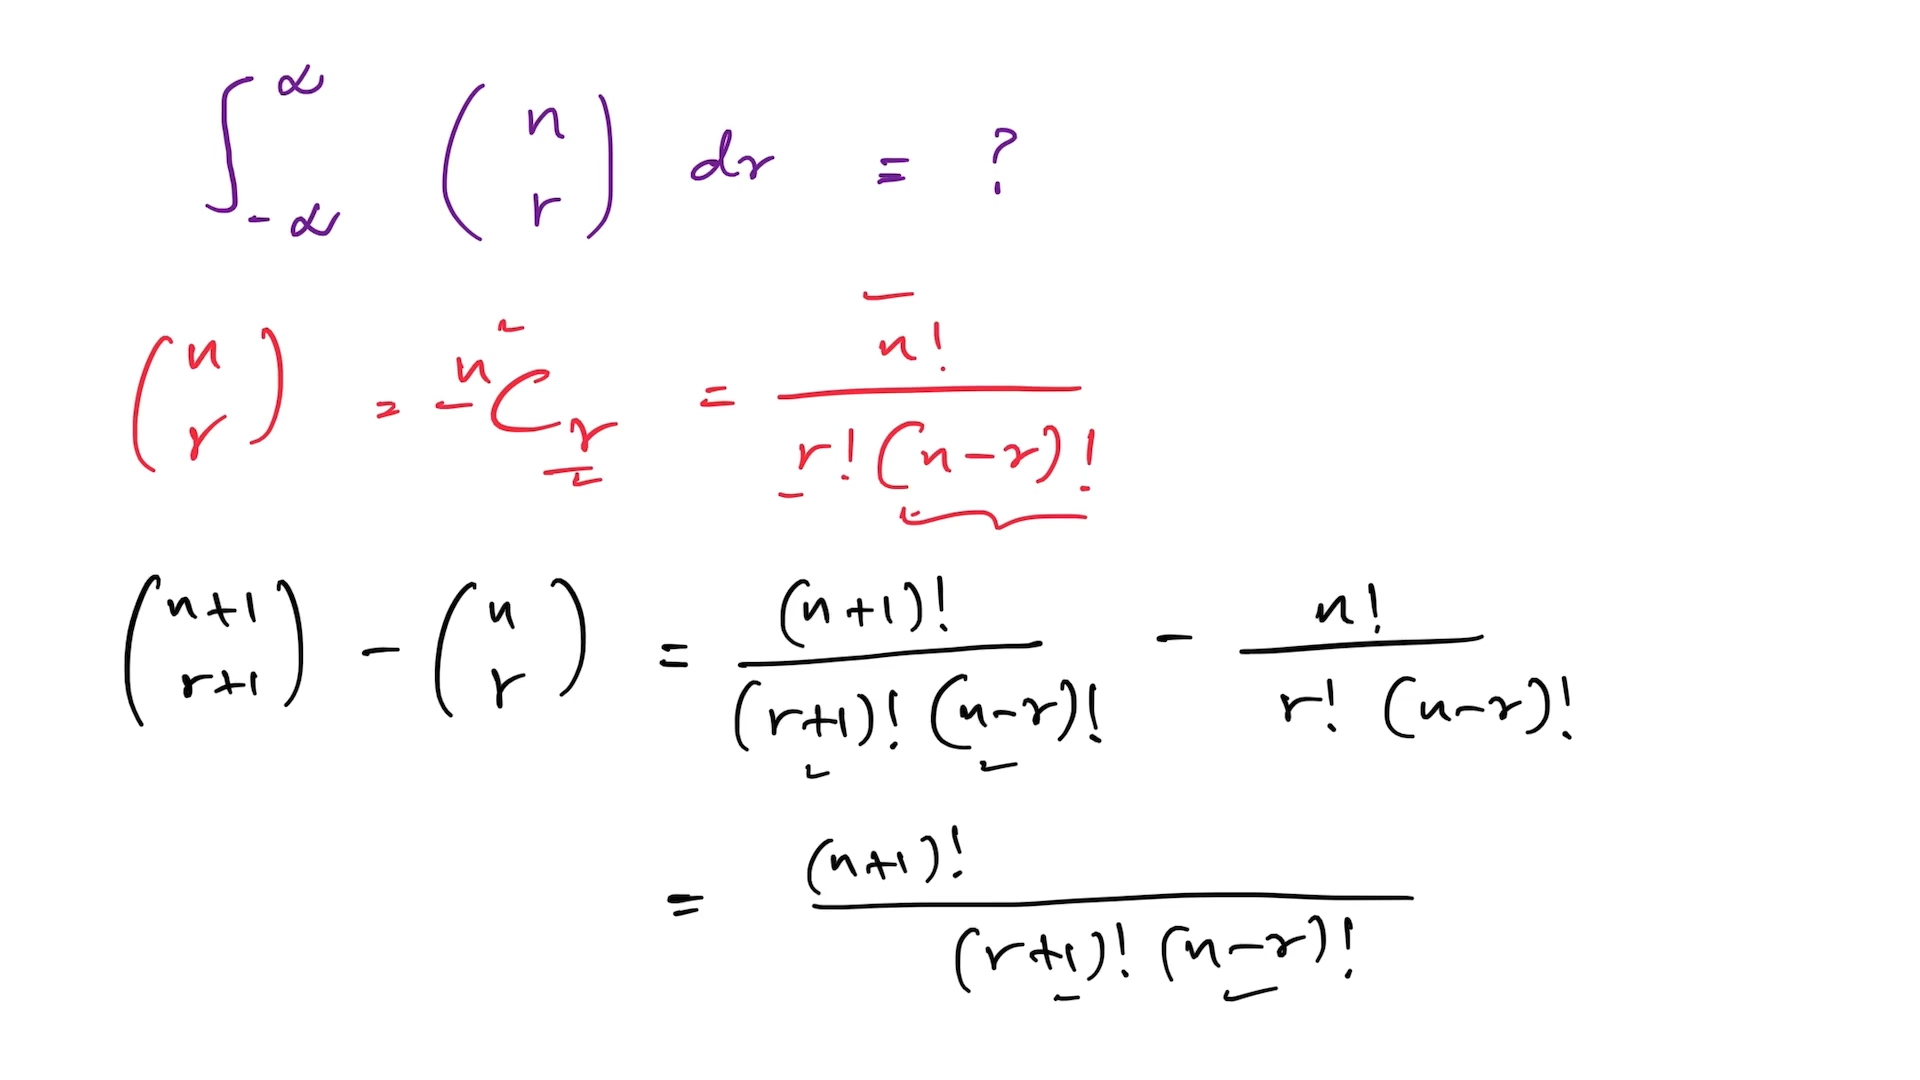 ∫_{-∝}^{∝} (n r) dr = ?
(n r) = ⁿC_r = n! / r! (n-r)!
(n+1 r+1) - (n r) = (n+1)! / (r+1)! (n-r)! - n! / r! (n-r)!
= (n+1)! / (r+1)! (n-r)!